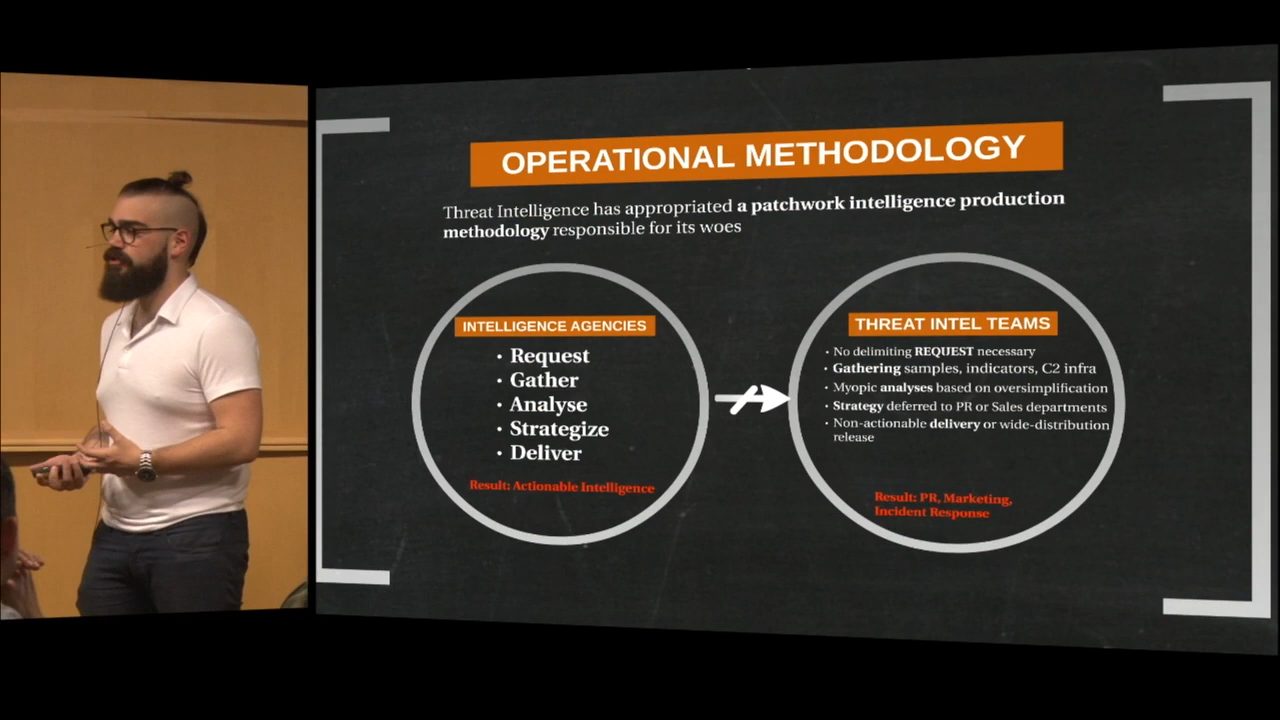 OPERATIONAL METHODOLOGY
Threat Intelligence has appropriated a patchwork intelligence production
methodology responsible for its woes
INTELLIGENCE AGENCIES
• Request
• Gather
• Analyse
• Strategize
• Deliver
Result: Actionable Intelligence
THREAT INTEL TEAMS
• No delimiting REQUEST necessary
• Gathering samples, indicators, C2 infra
• Myopic analyses based on oversimplification
• Strategy deferred to PR or Sales departments
• Non-actionable delivery or wide-distribution
release
Result: PR, Marketing,
Incident Response